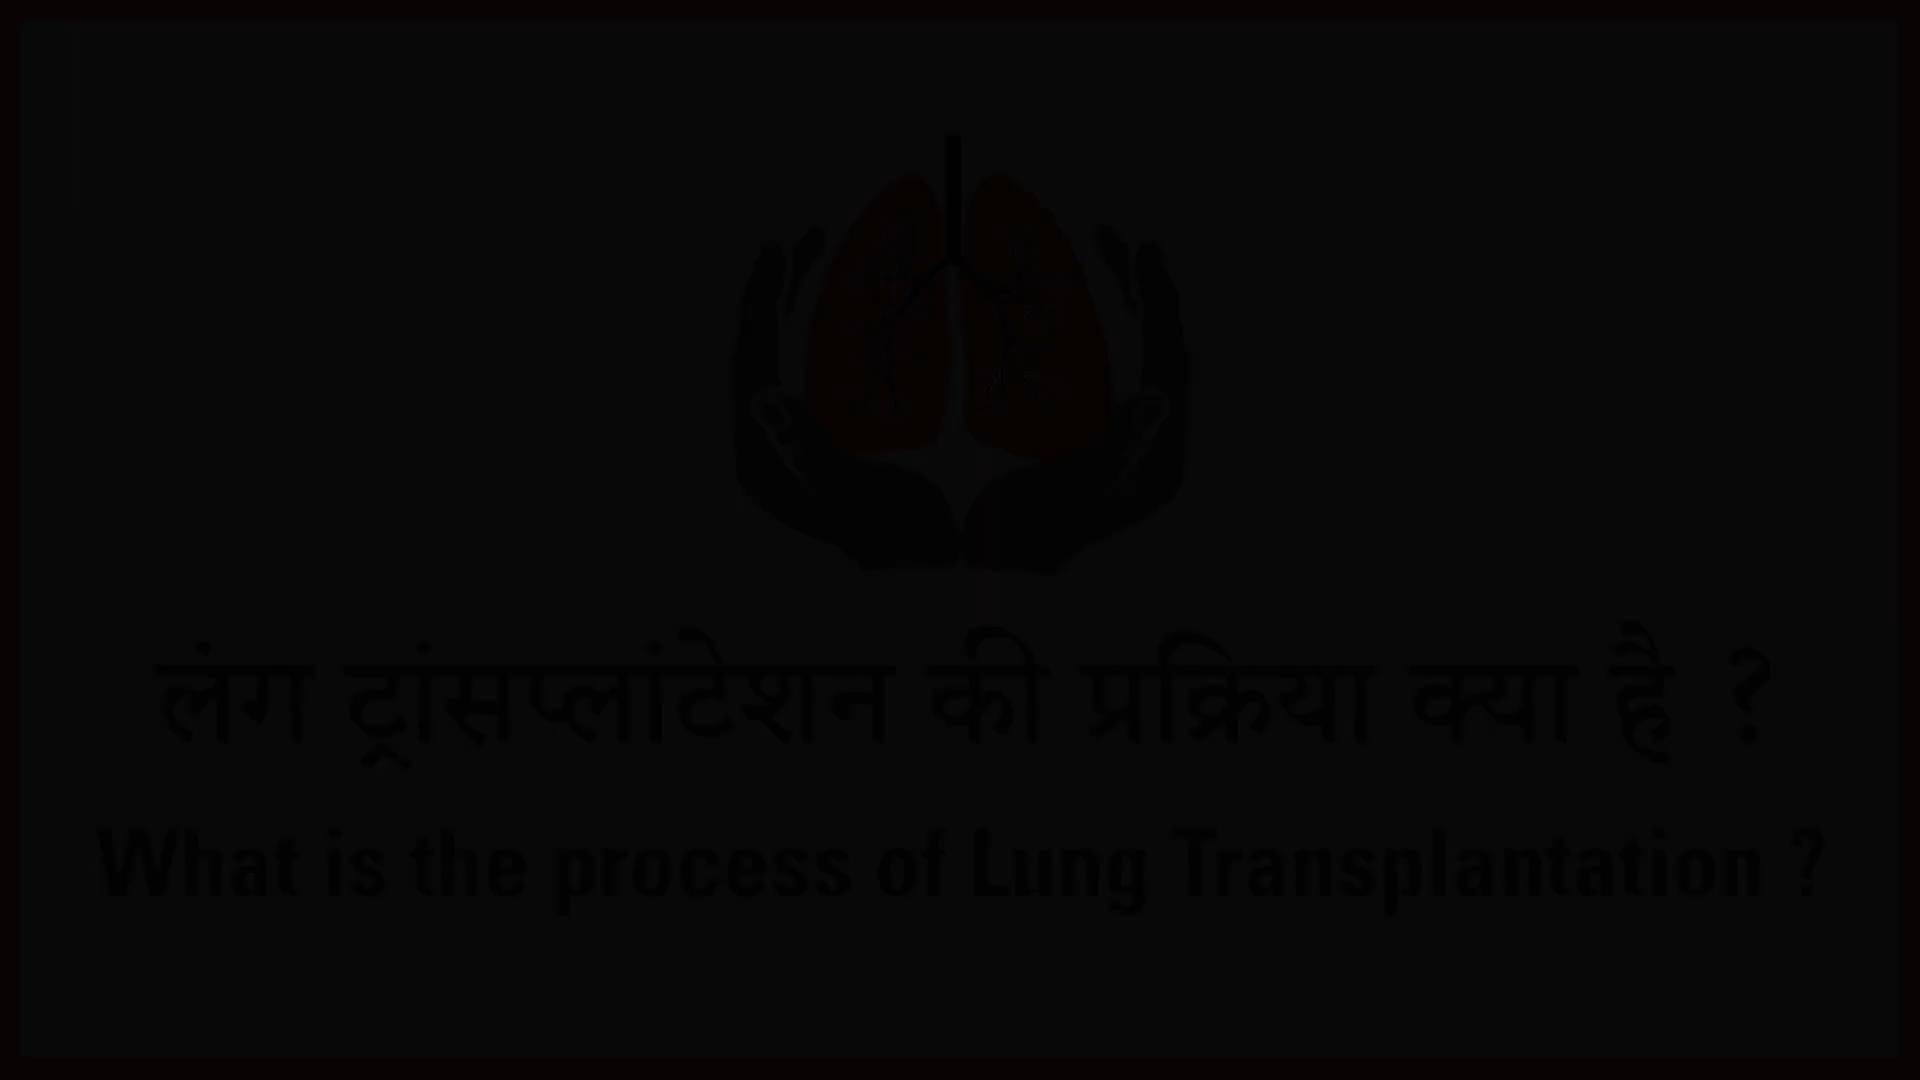 लंग ट्रांसप्लांटेशन की प्रक्रिया क्या है ?
What is the process of Lung Transplantation ?